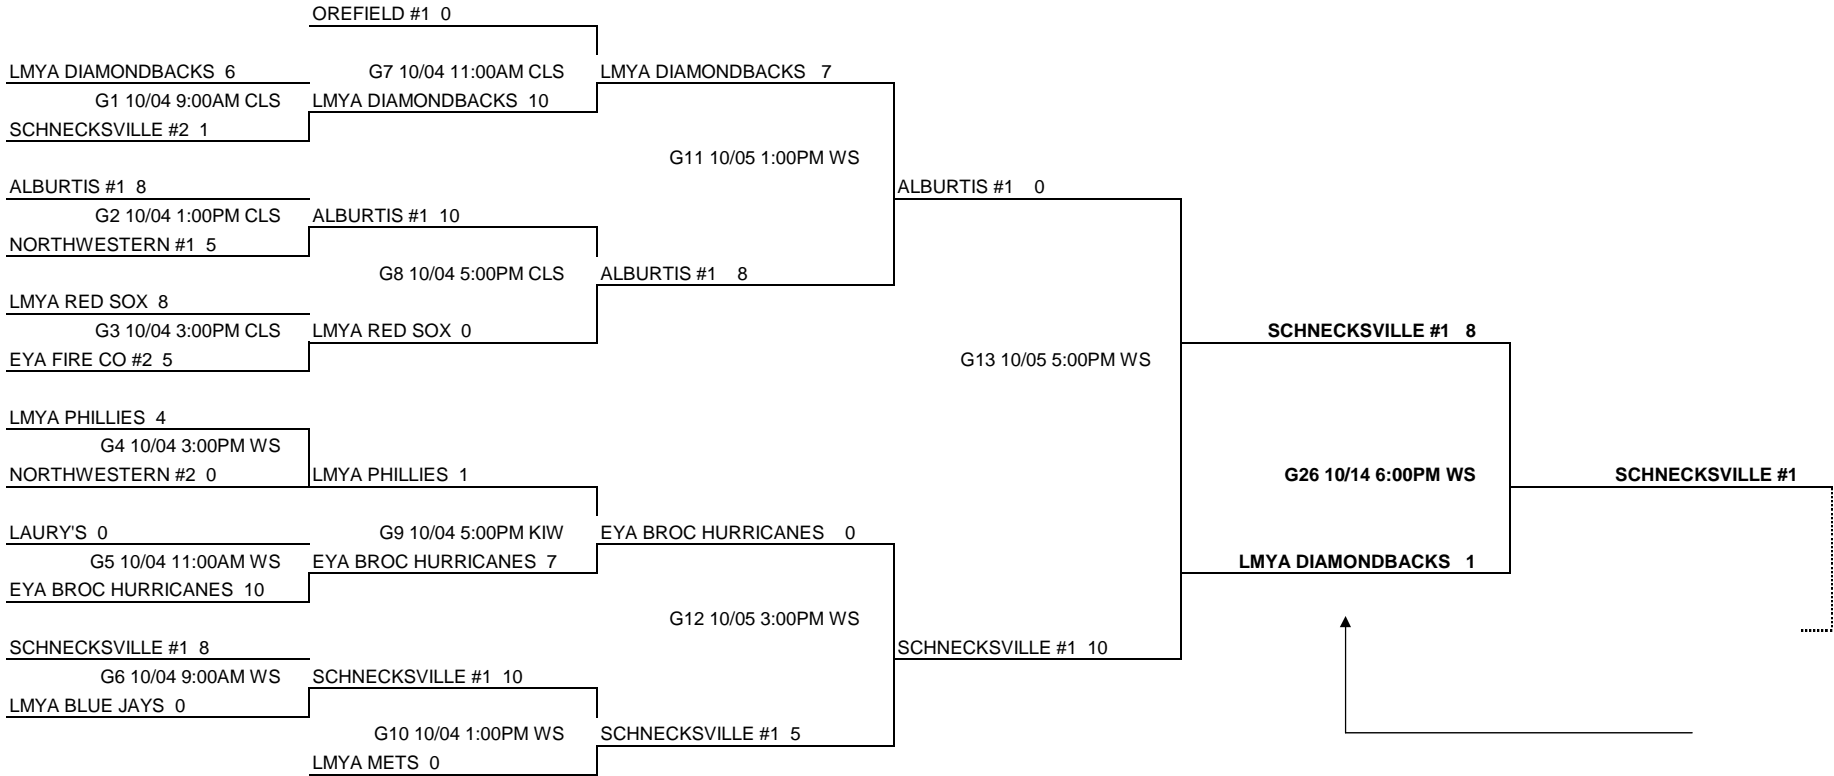 OREFIELD #1 0
LMYA DIAMONDBACKS 6
G7 10/04 11:00AM CLS
LMYA DIAMONDBACKS 7
G1 10/04 9:00AM CLS
LMYA DIAMONDBACKS 10
SCHNECKSVILLE #2 1
G11 10/05 1:00PM WS
ALBURTIS #1 8
ALBURTIS #1 0
G2 10/04 1:00PM CLS
ALBURTIS #1 10
NORTHWESTERN #1 5
G8 10/04 5:00PM CLS
ALBURTIS #1 8
LMYA RED SOX 8
G3 10/04 3:00PM CLS
LMYA RED SOX 0
SCHNECKSVILLE #1 8
EYA FIRE CO #2 5
G13 10/05 5:00PM WS
LMYA PHILLIES 4
G4 10/04 3:00PM WS
NORTHWESTERN #2 0
LMYA PHILLIES 1
G26 10/14 6:00PM WS
SCHNECKSVILLE #1
LAURY'S 0
G9 10/04 5:00PM KIW
EYA BROC HURRICANES 0
G5 10/04 11:00AM WS
EYA BROC HURRICANES 7
LMYA DIAMONDBACKS 1
EYA BROC HURRICANES 10
G12 10/05 3:00PM WS
SCHNECKSVILLE #1 8
SCHNECKSVILLE #1 10
G6 10/04 9:00AM WS
SCHNECKSVILLE #1 10
LMYA BLUE JAYS 0
G10 10/04 1:00PM WS
SCHNECKSVILLE #1 5
LMYA METS 0